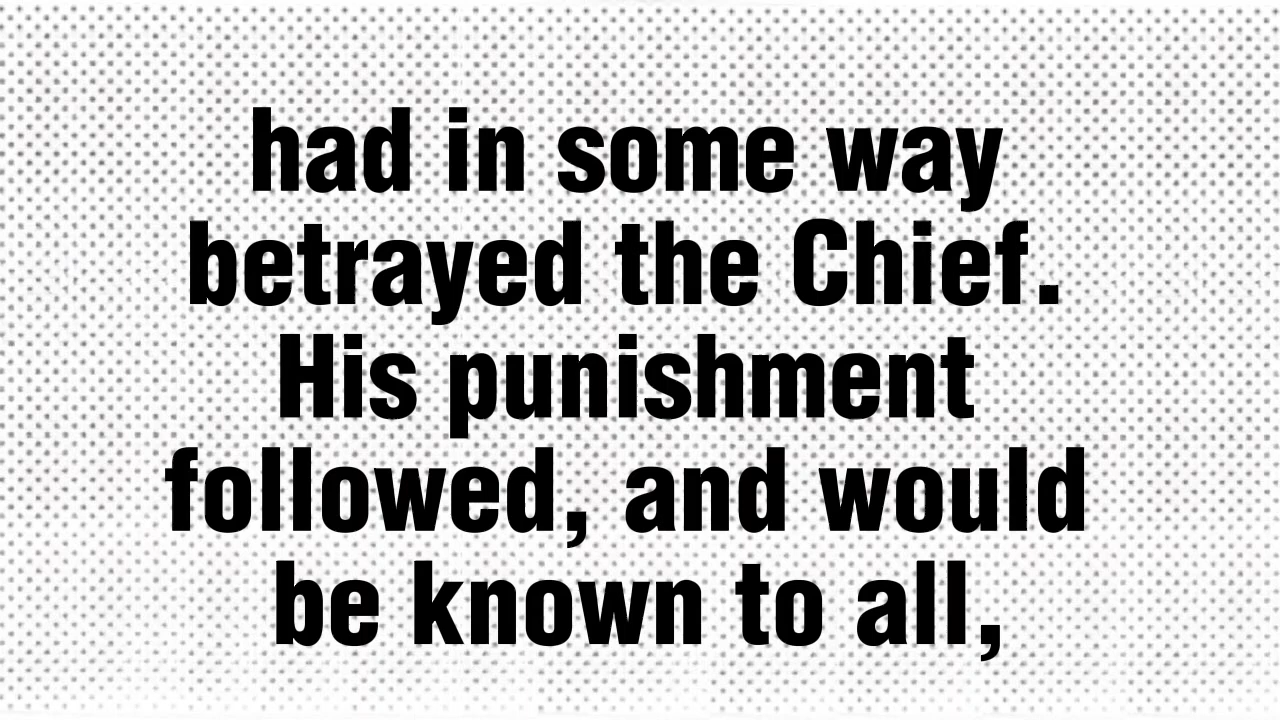 had in some way
betrayed the Chief.
His punishment
followed, and would
be known to all,